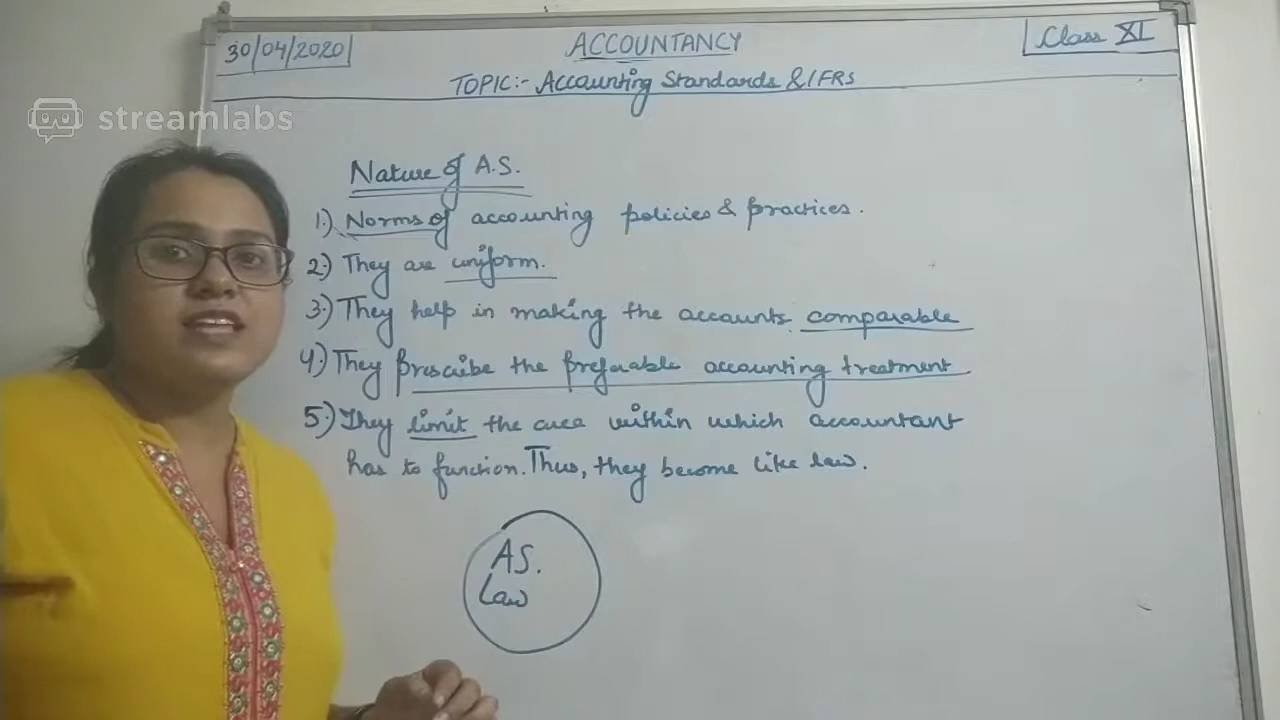 30/04/2020
ACCOUNTANCY
Class XI
TOPIC:- Accounting Standards & IFRs
streamlabs
Nature of A.S.
1.) Norms of accounting policies & practices.
2.) They are uniform.
3.) They help in making the accounts comparable
4.) They prescribe the preferable accounting treatment
5.) They limit the area within which accountant
has to function. Thus, they become like law.
A.S.
Law